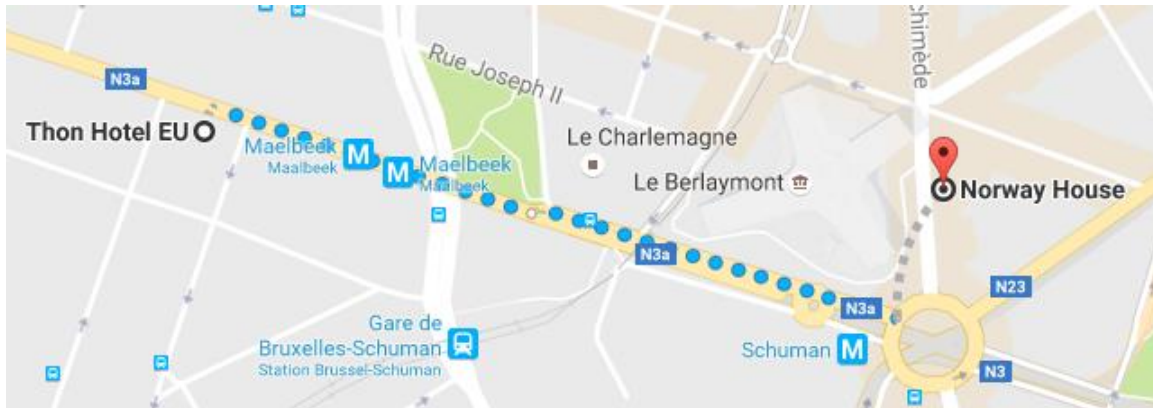 chimède
Rue Joseph II
N3a
Thon Hotel EU
M
Maelbeek
Maalbeek
M
Maelbeek
Maalbeek
Le Charlemagne
Le Berlaymont
Norway House
N3a
N23
N3a
Gare de
Bruxelles-Schuman
Station Brussel-Schuman
Schuman
M
N3